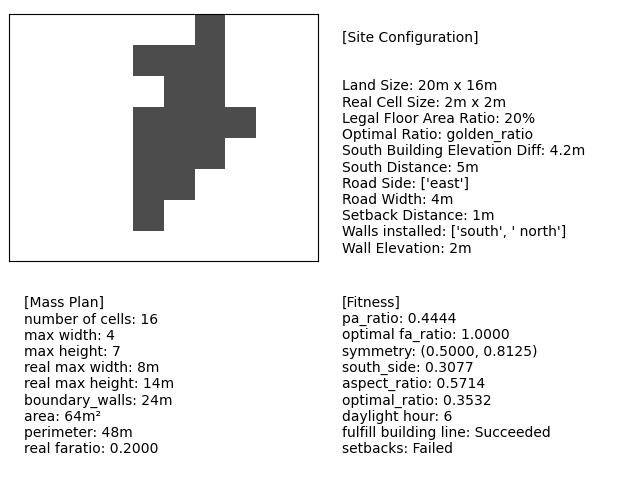 [Site Configuration]
Land Size: 20m x 16m
Real Cell Size: 2m x 2m
Legal Floor Area Ratio: 20%
Optimal Ratio: golden_ratio
South Building Elevation Diff: 4.2m
South Distance: 5m
Road Side: ['east']
Road Width: 4m
Setback Distance: 1m
Walls installed: ['south', ' north']
Wall Elevation: 2m
[Mass Plan]
number of cells: 16
max width: 4
max height: 7
real max width: 8m
real max height: 14m
boundary_walls: 24m
area: 64m²
perimeter: 48m
real faratio: 0.2000
[Fitness]
pa_ratio: 0.4444
optimal fa_ratio: 1.0000
symmetry: (0.5000, 0.8125)
south_side: 0.3077
aspect_ratio: 0.5714
optimal_ratio: 0.3532
daylight hour: 6
fulfill building line: Succeeded
setbacks: Failed